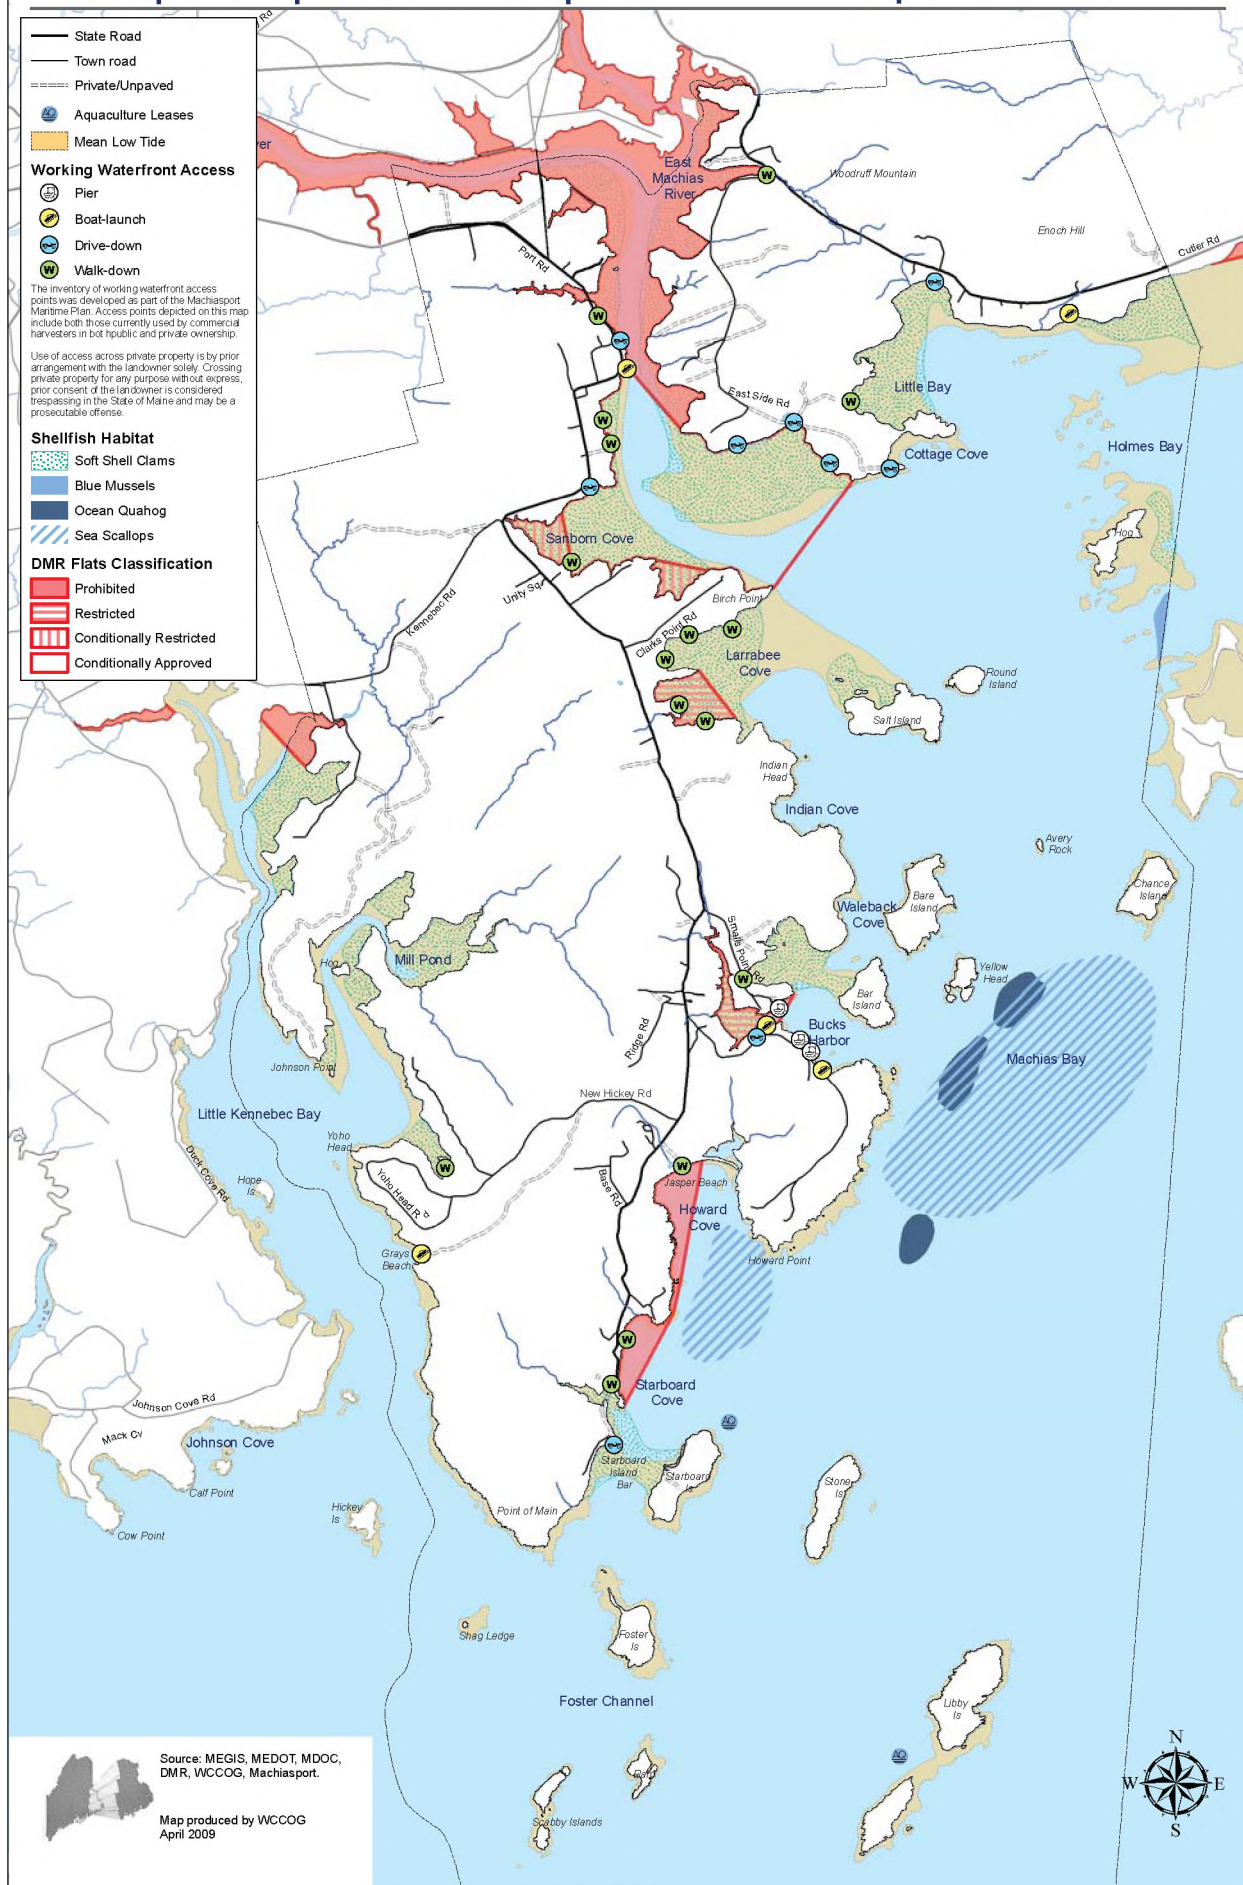 Rd
State Road
Town road
Private/Unpaved
AQ Aquaculture Leases
Mean Low Tide
Working Waterfront Access
Pier
Boat-launch
Drive-down
W Walk-down
The inventory of working waterfront access
points was developed as part of the Machiasport
Maritime Plan. Access points depicted on this map
include both those currently used by commercial
harvesters in bot hpublic and private ownership.
Use of access across private property is by prior
arrangement with the landowner solely. Crossing
private property for any purpose without express,
prior consent of the landowner is considered
trespassing in the State of Maine and may be a
prosecutable offense.
Shellfish Habitat
Soft Shell Clams
Blue Mussels
Ocean Quahog
Sea Scallops
DMR Flats Classification
Prohibited
Restricted
Conditionally Restricted
Conditionally Approved
ver
East
Machias
River
W
Woodruff Mountain
Enoch Hill
Cutler Rd
Port Rd
W
Little Bay
East Side Rd
W
W
W
Cottage Cove
Holmes Bay
Hog
Sanborn Cove
W
Unity Sq
Kennebec Rd
Birch Point
Clarks Point Rd
W
W
W
Larrabee
Cove
W
W
Round
Island
Salt Island
Indian
Head
Indian Cove
Avery
Rock
Chance
Island
Bare
Island
Waleback
Cove
Smalls Point Rd
W
Mill Pond
Hog
Yellow
Head
Bar
Island
Bucks
Harbor
Machias Bay
Ridge Rd
Johnson Point
New Hickey Rd
Little Kennebec Bay
Yoho
Head
W
Yoho Head Rd
Duck Cove Rd
Hope
Is
Base Rd
W
Jasper Beach
Howard
Cove
Howard Point
Grays
Beach
W
W
Starboard
Cove
AQ
Johnson Cove Rd
Mack Cv
Johnson Cove
Calf Point
Cow Point
Hickey
Is
Starboard
Island
Bar
Starboard
Is
Stone
Is
Point of Main
Shag Ledge
Foster
Is
Foster Channel
Libby
Is
AQ
Scabby Islands
Source: MEGIS, MEDOT, MDOC,
DMR, WCCOG, Machiasport.
Map produced by WCCOG
April 2009
N
W E
S